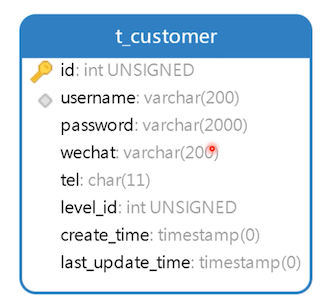 t_customer
id: int UNSIGNED
username: varchar(200)
password: varchar(2000)
wechat: varchar(200)
tel: char(11)
level_id: int UNSIGNED
create_time: timestamp(0)
last_update_time: timestamp(0)